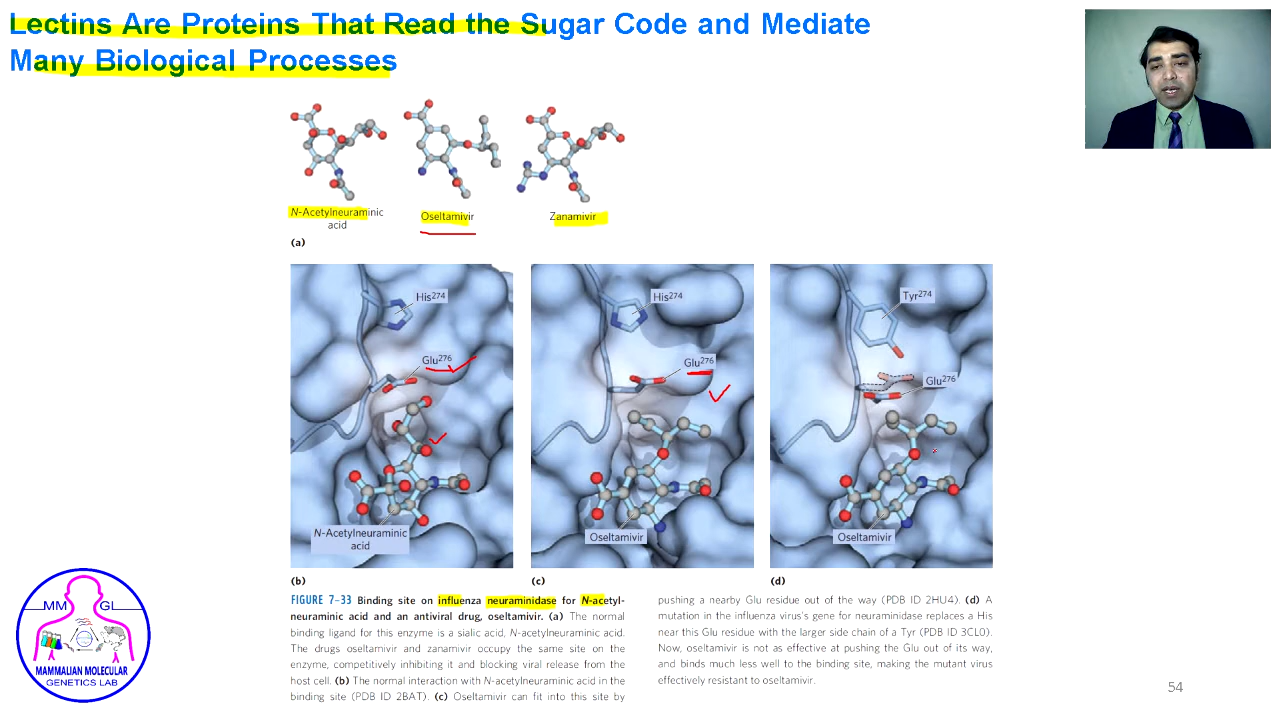 Lectins Are Proteins That Read the Sugar Code and Mediate
Many Biological Processes
N-Acetylneuraminic
acid
Oseltamivir
Zanamivir
(a)
His274
Glu276
N-Acetylneuraminic
acid
His274
Glu276
Oseltamivir
Tyr274
Glu276
Oseltamivir
(b)
(c)
(d)
FIGURE 7–33 Binding site on influenza neuraminidase for N-acetyl-
neuraminic acid and an antiviral drug, oseltamivir. (a) The normal
binding ligand for this enzyme is a sialic acid, N-acetylneuraminic acid.
The drugs oseltamivir and zanamivir occupy the same site on the
enzyme, competitively inhibiting it and blocking viral release from the
host cell. (b) The normal interaction with N-acetylneuraminic acid in the
binding site (PDB ID 2BAT). (c) Oseltamivir can fit into this site by
pushing a nearby Glu residue out of the way (PDB ID 2HU4). (d) A
mutation in the influenza virus's gene for neuraminidase replaces a His
near this Glu residue with the larger side chain of a Tyr (PDB ID 3CL0).
Now, oseltamivir is not as effective at pushing the Glu out of its way,
and binds much less well to the binding site, making the mutant virus
effectively resistant to oseltamivir.
MM GL
MAMMALIAN MOLECULAR
GENETICS LAB
54